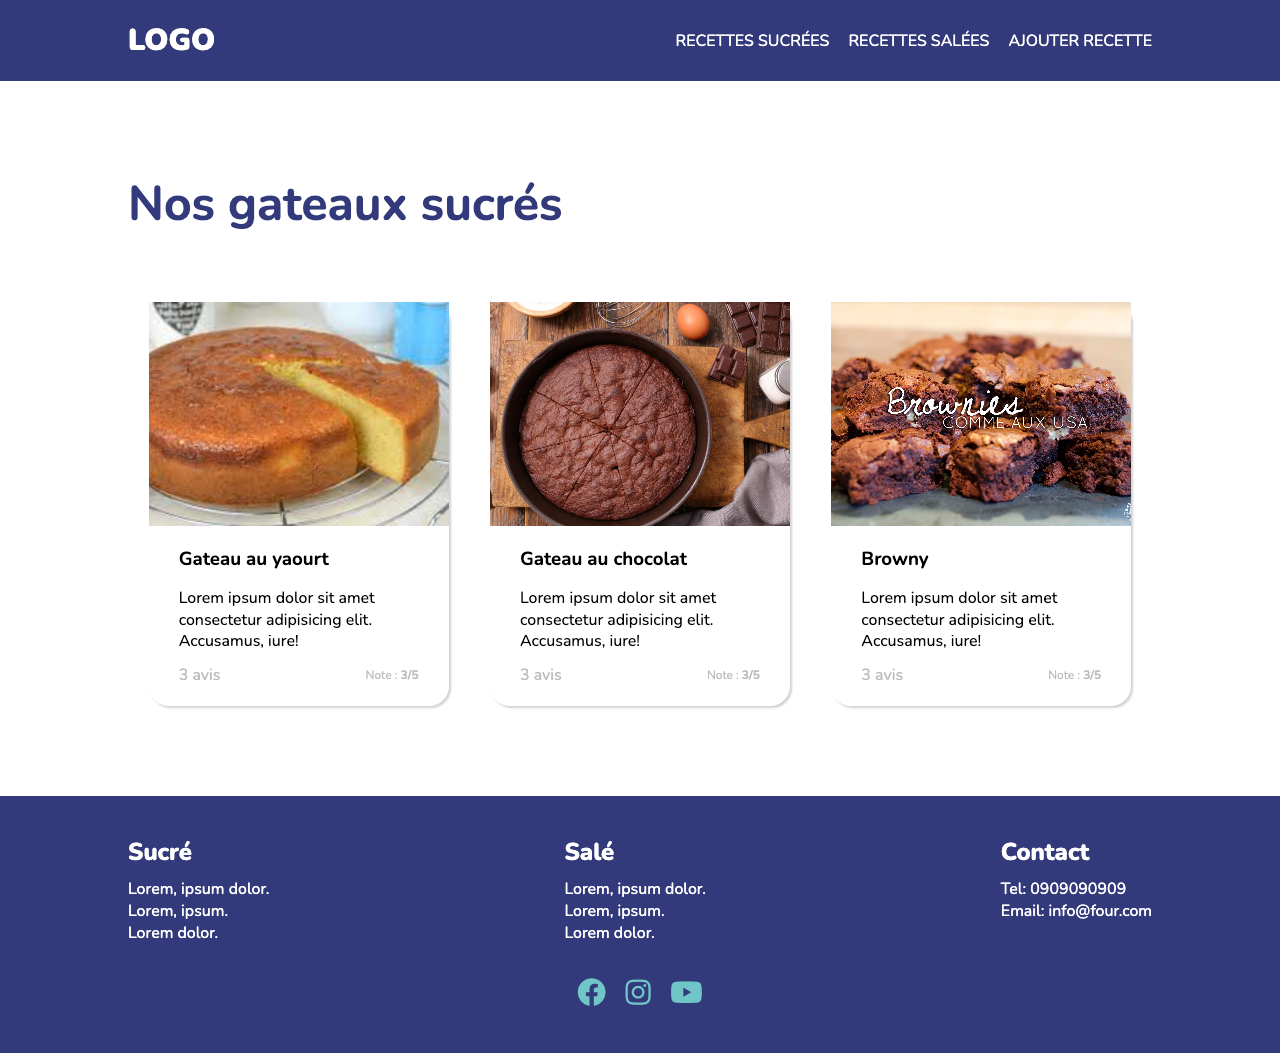 LOGO
RECETTES SUCRÉES RECETTES SALÉES AJOUTER RECETTE
Nos gateaux sucrés
Brownies
COMME AUX USA
Gateau au yaourt
Lorem ipsum dolor sit amet
consectetur adipisicing elit.
Accusamus, iure!
3 avis Note : 3/5
Gateau au chocolat
Lorem ipsum dolor sit amet
consectetur adipisicing elit.
Accusamus, iure!
3 avis Note : 3/5
Browny
Lorem ipsum dolor sit amet
consectetur adipisicing elit.
Accusamus, iure!
3 avis Note : 3/5
Sucré
Lorem, ipsum dolor.
Lorem, ipsum.
Lorem dolor.
Salé
Lorem, ipsum dolor.
Lorem, ipsum.
Lorem dolor.
Contact
Tel: 0909090909
Email: info@four.com